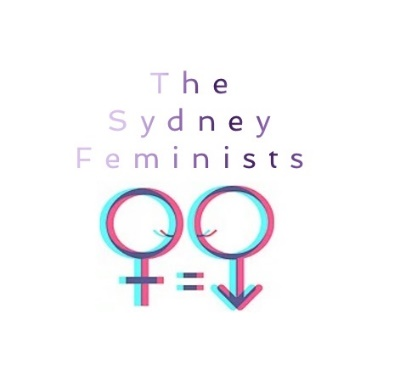 The
Sydney
Feminists
=